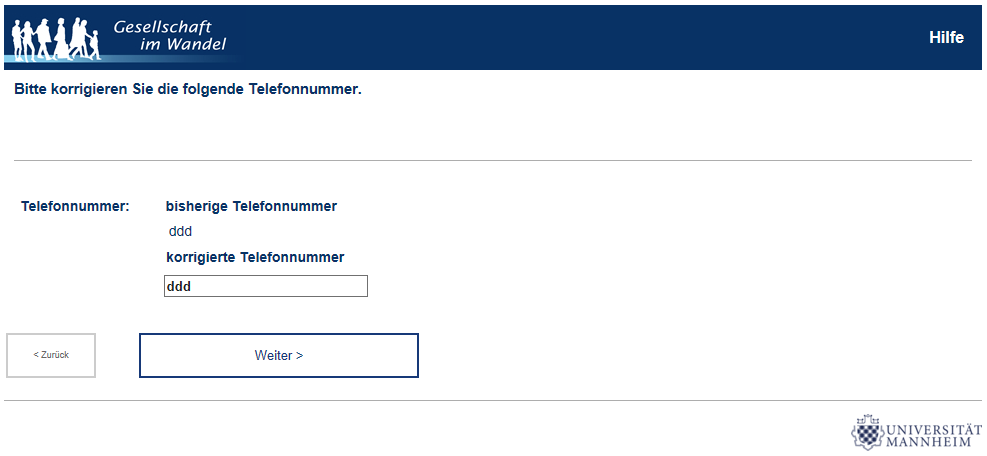 Gesellschaft
im Wandel
Hilfe
Bitte korrigieren Sie die folgende Telefonnummer.
Telefonnummer:
bisherige Telefonnummer
ddd
korrigierte Telefonnummer
ddd
< Zurück
Weiter >
UNIVERSITÄT
MANNHEIM